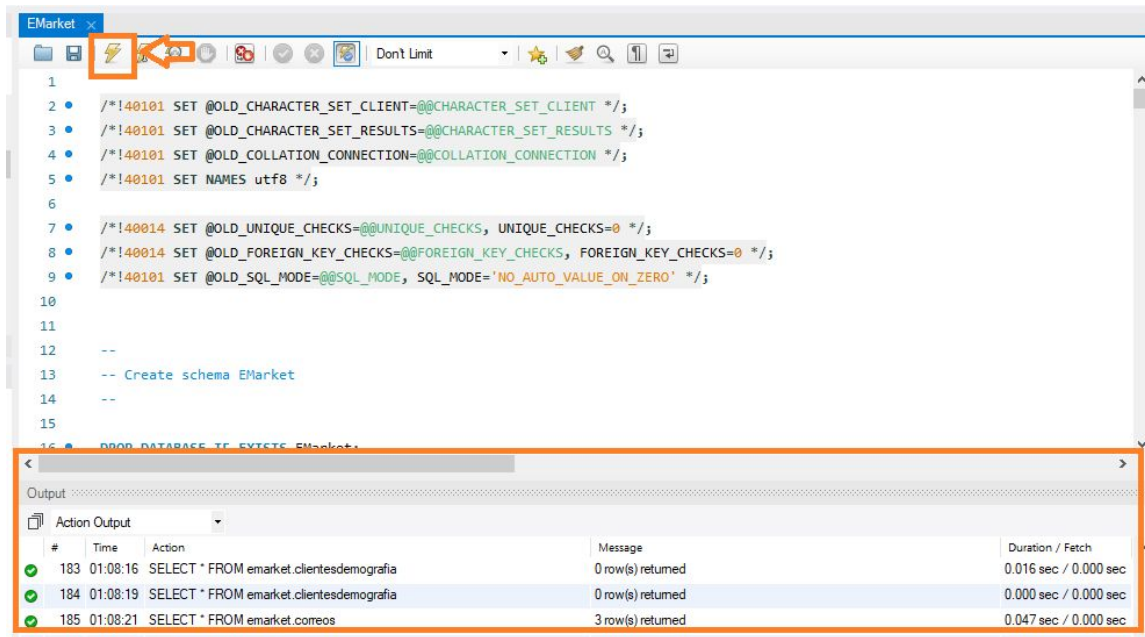 EMarket
Don't Limit
1
2 /*!40101 SET @OLD_CHARACTER_SET_CLIENT=@@CHARACTER_SET_CLIENT */;
3 /*!40101 SET @OLD_CHARACTER_SET_RESULTS=@@CHARACTER_SET_RESULTS */;
4 /*!40101 SET @OLD_COLLATION_CONNECTION=@@COLLATION_CONNECTION */;
5 /*!40101 SET NAMES utf8 */;
6
7 /*!40014 SET @OLD_UNIQUE_CHECKS=@@UNIQUE_CHECKS, UNIQUE_CHECKS=0 */;
8 /*!40014 SET @OLD_FOREIGN_KEY_CHECKS=@@FOREIGN_KEY_CHECKS, FOREIGN_KEY_CHECKS=0 */;
9 /*!40101 SET @OLD_SQL_MODE=@@SQL_MODE, SQL_MODE='NO_AUTO_VALUE_ON_ZERO' */;
10
11
12 --
13 -- Create schema EMarket
14 --
15
16 DROP DATABASE IF EXISTS EMarket;
Output
Action Output
# Time Action Message Duration / Fetch
183 01:08:16 SELECT * FROM emarket.clientesdemografia 0 row(s) returned 0.016 sec / 0.000 sec
184 01:08:19 SELECT * FROM emarket.clientesdemografia 0 row(s) returned 0.000 sec / 0.000 sec
185 01:08:21 SELECT * FROM emarket.correos 3 row(s) returned 0.047 sec / 0.000 sec